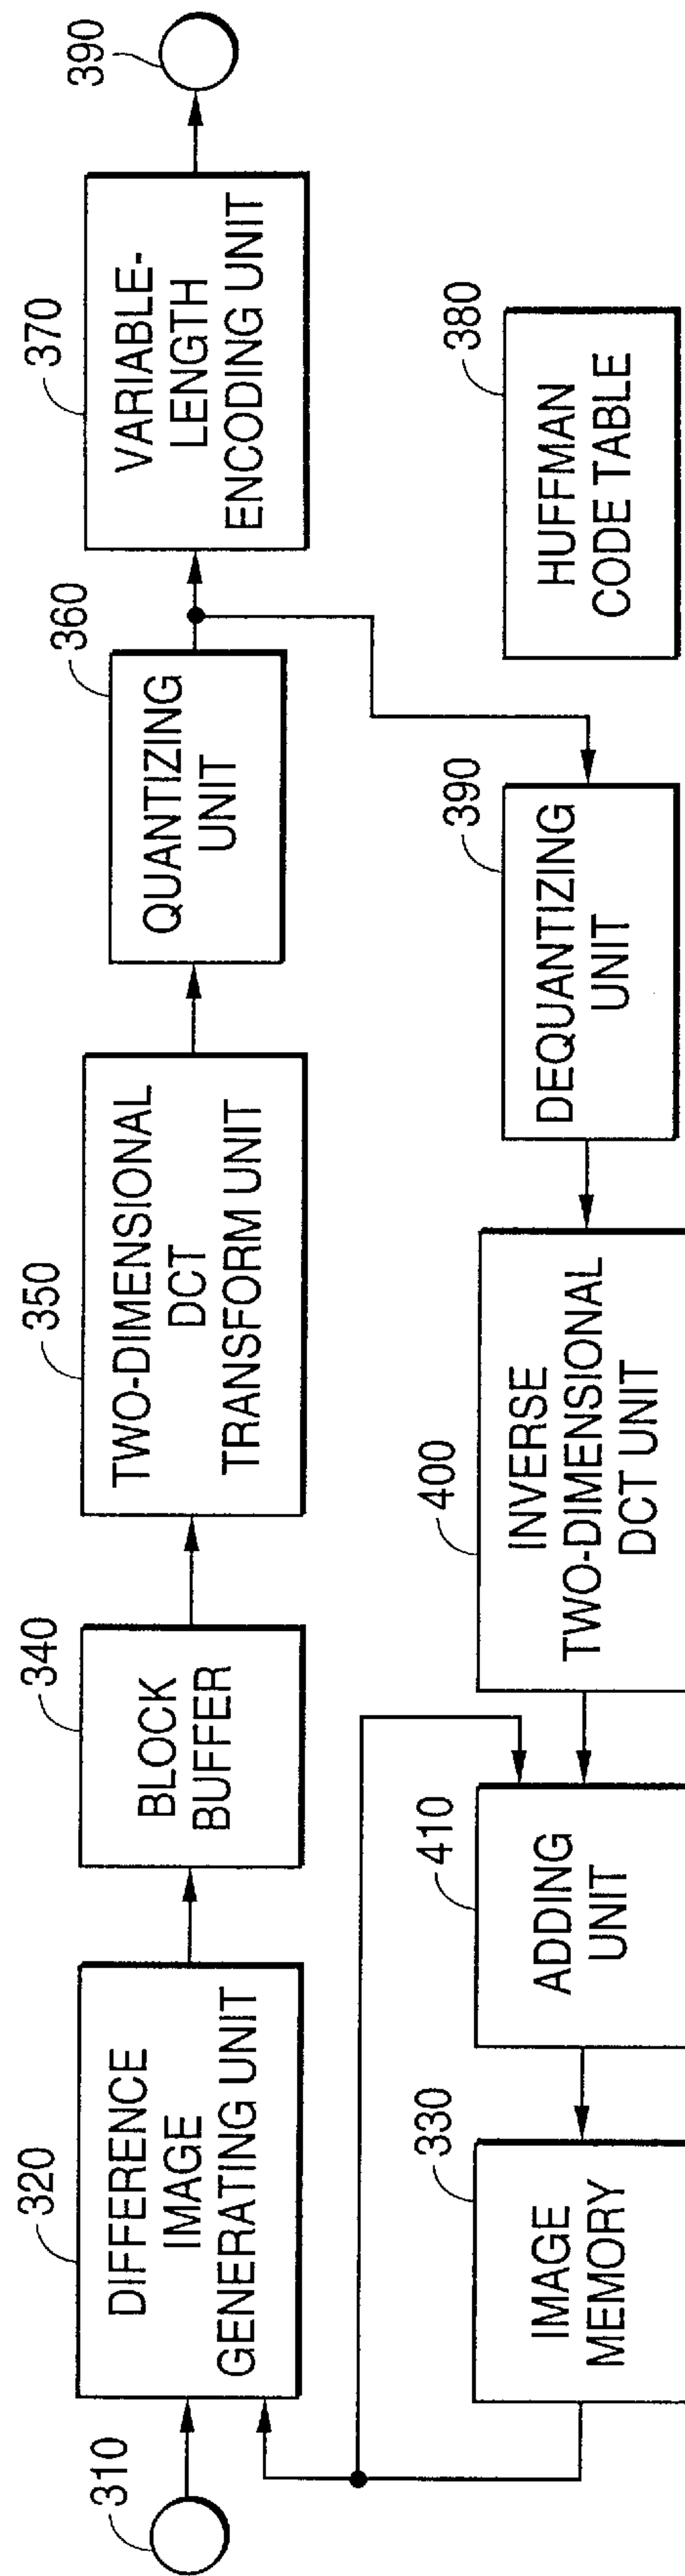 310
320
DIFFERENCE
IMAGE
GENERATING UNIT
340
BLOCK
BUFFER
350
TWO-DIMENSIONAL
DCT
TRANSFORM UNIT
360
QUANTIZING
UNIT
370
VARIABLE-
LENGTH
ENCODING UNIT
390
330
IMAGE
MEMORY
410
ADDING
UNIT
400
INVERSE
TWO-DIMENSIONAL
DCT UNIT
390
DEQUANTIZING
UNIT
380
HUFFMAN
CODE TABLE